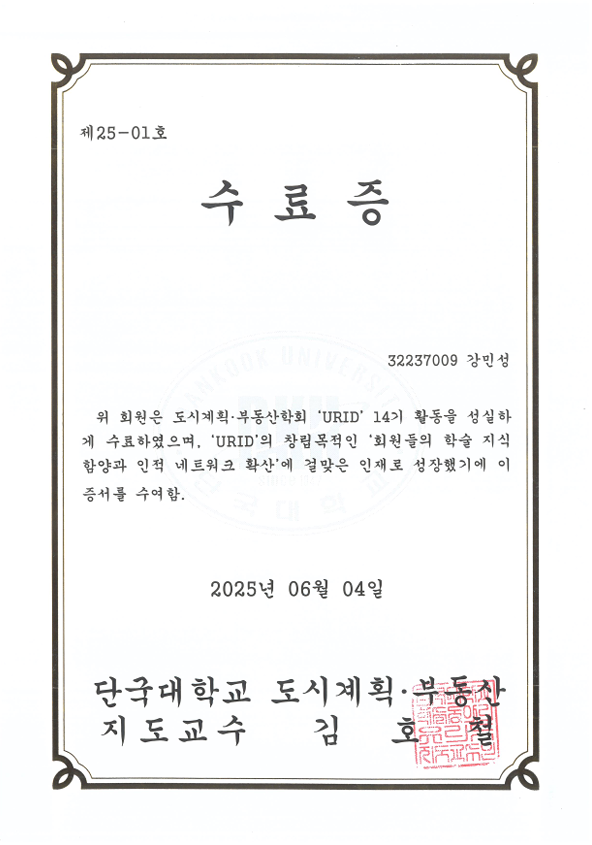 제25-01호
수 료 증
32237009 강민성
위 회원은 도시계획·부동산학회 'URID' 14기 활동을 성실하
게 수료하였으며, 'URID'의 창립목적인 '회원들의 학술 지식
함양과 인적 네트워크 확산'에 걸맞은 인재로 성장했기에 이
증서를 수여함.
2025년 06월 04일
단국대학교 도시계획·부동산
지도교수 김 호 철